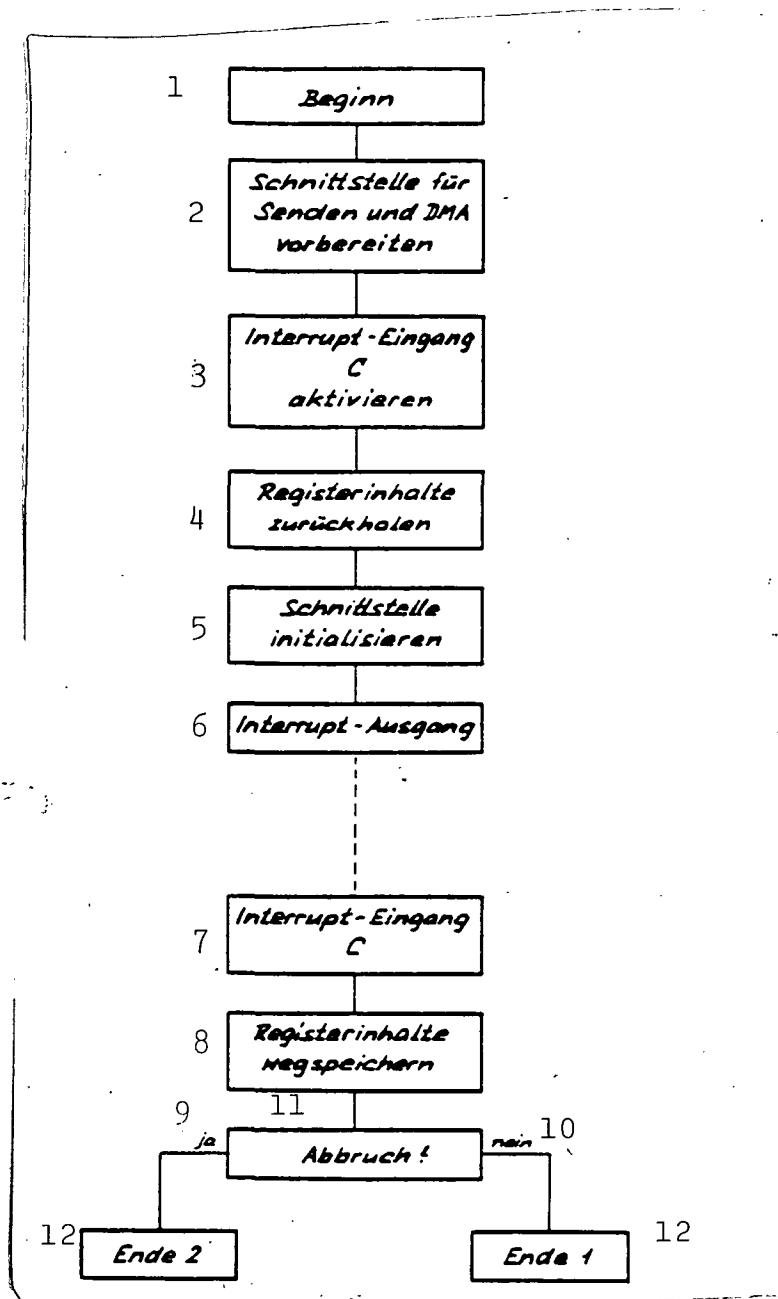 1
Beginn
2
Schnittstelle für
Senden und DMA
vorbereiten
3
Interrupt-Eingang
C
aktivieren
4
Registerinhalte
zurückholen
5
Schnittstelle
initialisieren
6
Interrupt-Ausgang
7
Interrupt-Eingang
C
8
Registerinhalte
wegspeichern
9
11
ja
Abbruch!
nein
10
12
Ende 2
Ende 1
12